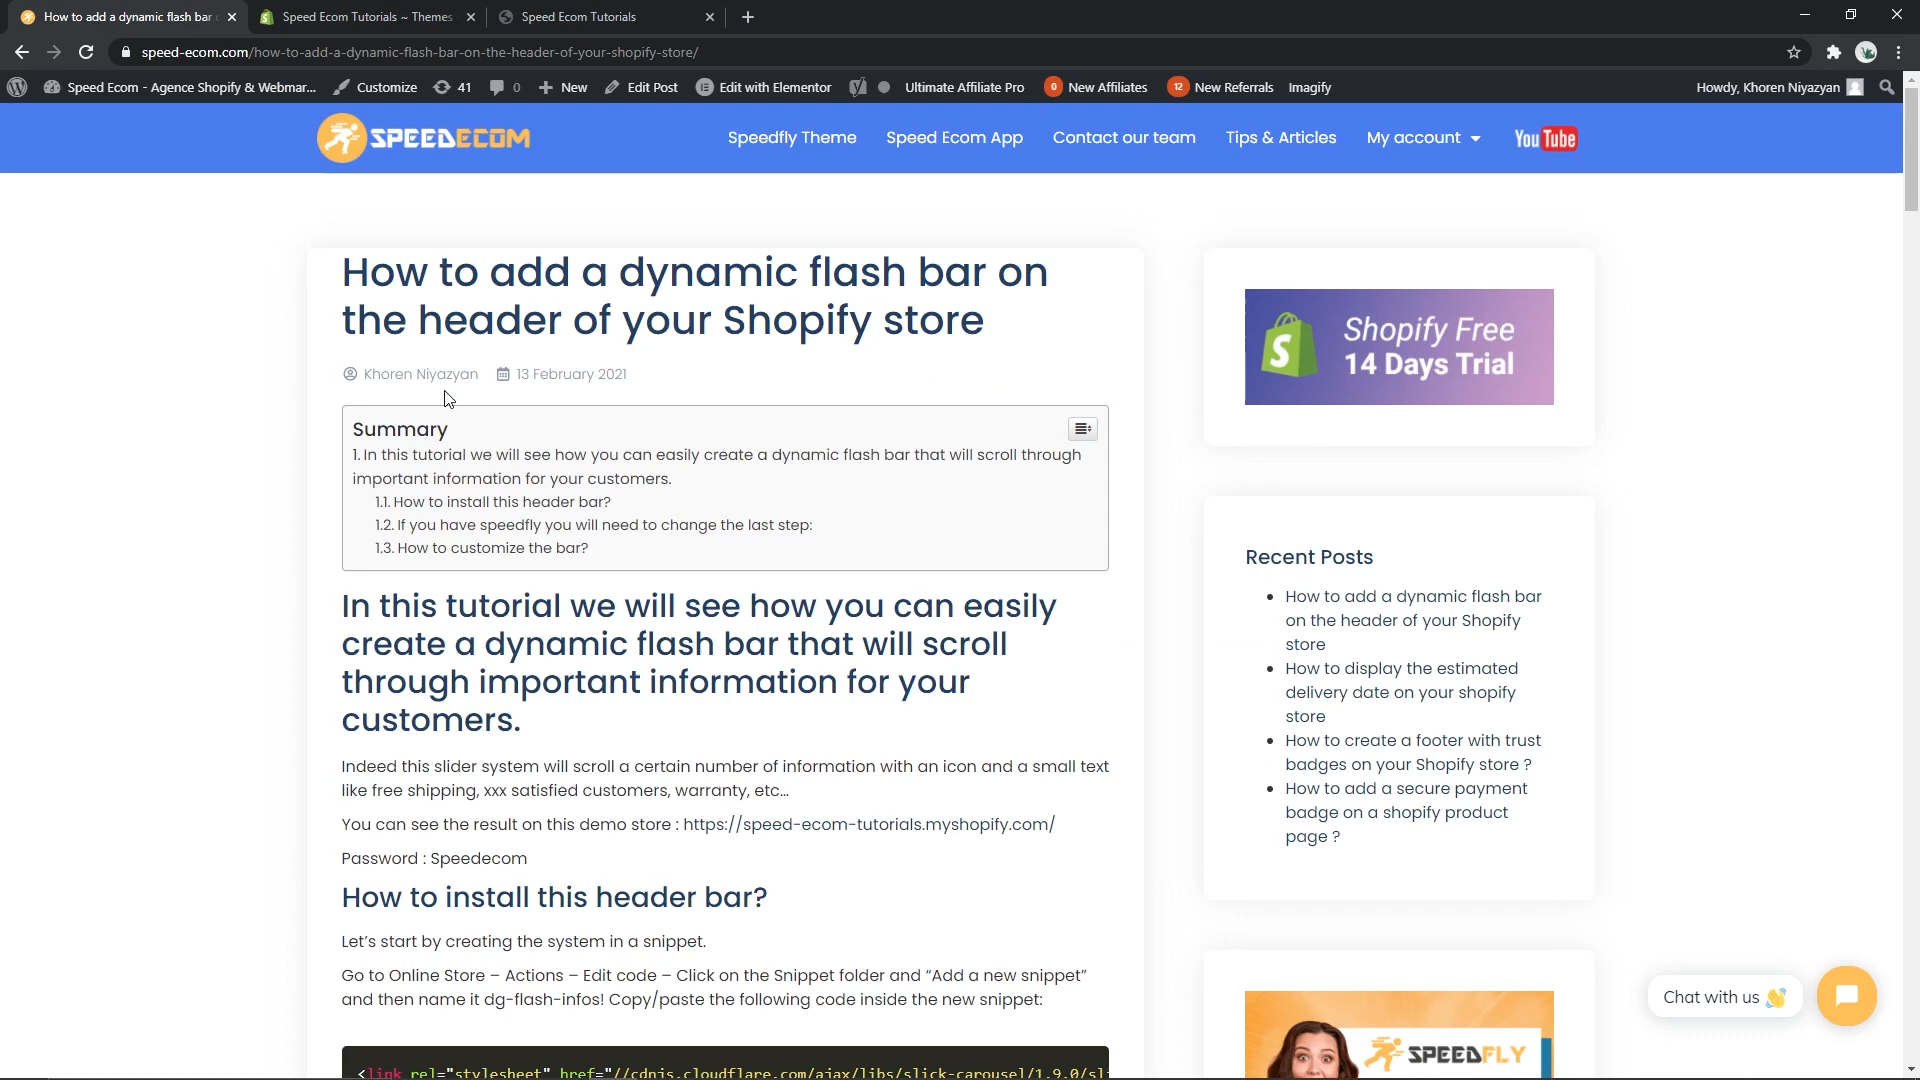 How to add a dynamic flash bar
Speed Ecom Tutorials ~ Themes
Speed Ecom Tutorials
speed-ecom.com/how-to-add-a-dynamic-flash-bar-on-the-header-of-your-shopify-store/
Speed Ecom - Agence Shopify & Webmar...
Customize
41
0
New
Edit Post
Edit with Elementor
Ultimate Affiliate Pro
0 New Affiliates
12 New Referrals
Imagify
Howdy, Khoren Niyazyan
SPEEDECOM
Speedfly Theme
Speed Ecom App
Contact our team
Tips & Articles
My account
YouTube
How to add a dynamic flash bar on
the header of your Shopify store
Khoren Niyazyan
13 February 2021
Summary
1. In this tutorial we will see how you can easily create a dynamic flash bar that will scroll through
important information for your customers.
1.1. How to install this header bar?
1.2. If you have speedfly you will need to change the last step:
1.3. How to customize the bar?
In this tutorial we will see how you can easily
create a dynamic flash bar that will scroll
through important information for your
customers.
Indeed this slider system will scroll a certain number of information with an icon and a small text
like free shipping, xxx satisfied customers, warranty, etc…
You can see the result on this demo store : https://speed-ecom-tutorials.myshopify.com/
Password : Speedecom
How to install this header bar?
Let’s start by creating the system in a snippet.
Go to Online Store – Actions – Edit code – Click on the Snippet folder and “Add a new snippet”
and then name it dg-flash-infos! Copy/paste the following code inside the new snippet:
<link rel="stylesheet" href="//cdnjs.cloudflare.com/ajax/libs/slick-carousel/1.9.0/sl
Shopify Free
14 Days Trial
Recent Posts
How to add a dynamic flash bar
on the header of your Shopify
store
How to display the estimated
delivery date on your shopify
store
How to create a footer with trust
badges on your Shopify store ?
How to add a secure payment
badge on a shopify product
page ?
SPEEDFLY
Chat with us 👋